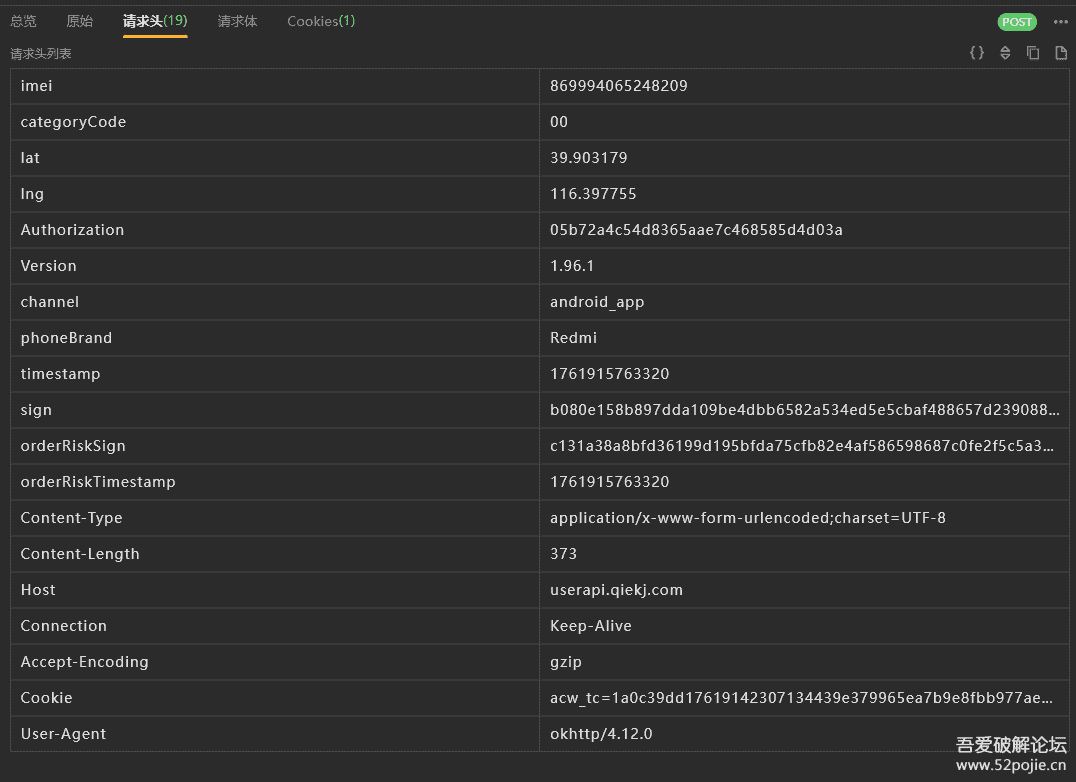 总览 原始 请求头(19) 请求体 Cookies(1) POST
请求头列表
imei 869994065248209
categoryCode 00
lat 39.903179
lng 116.397755
Authorization 05b72a4c54d8365aae7c468585d4d03a
Version 1.96.1
channel android_app
phoneBrand Redmi
timestamp 1761915763320
sign b080e158b897dda109be4dbb6582a534ed5e5cbaf488657d239088...
orderRiskSign c131a38a8bfd36199d195bfda75cfb82e4af586598687c0fe2f5c5a3...
orderRiskTimestamp 1761915763320
Content-Type application/x-www-form-urlencoded;charset=UTF-8
Content-Length 373
Host userapi.qiekj.com
Connection Keep-Alive
Accept-Encoding gzip
Cookie acw_tc=1a0c39dd17619142307134439e379965ea7b9e8fbb977ae...
User-Agent okhttp/4.12.0
吾爱破解论坛
www.52pojie.cn